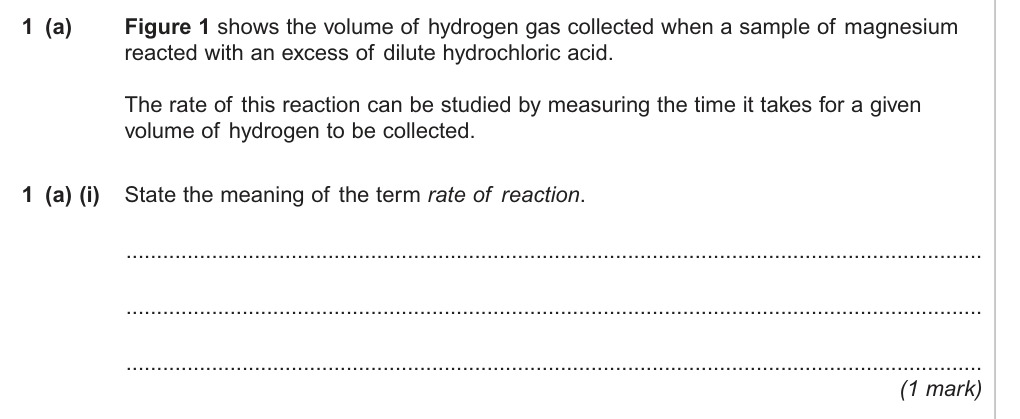 1 (a) Figure 1 shows the volume of hydrogen gas collected when a sample of magnesium
reacted with an excess of dilute hydrochloric acid.
The rate of this reaction can be studied by measuring the time it takes for a given
volume of hydrogen to be collected.
1 (a) (i) State the meaning of the term rate of reaction.
(1 mark)